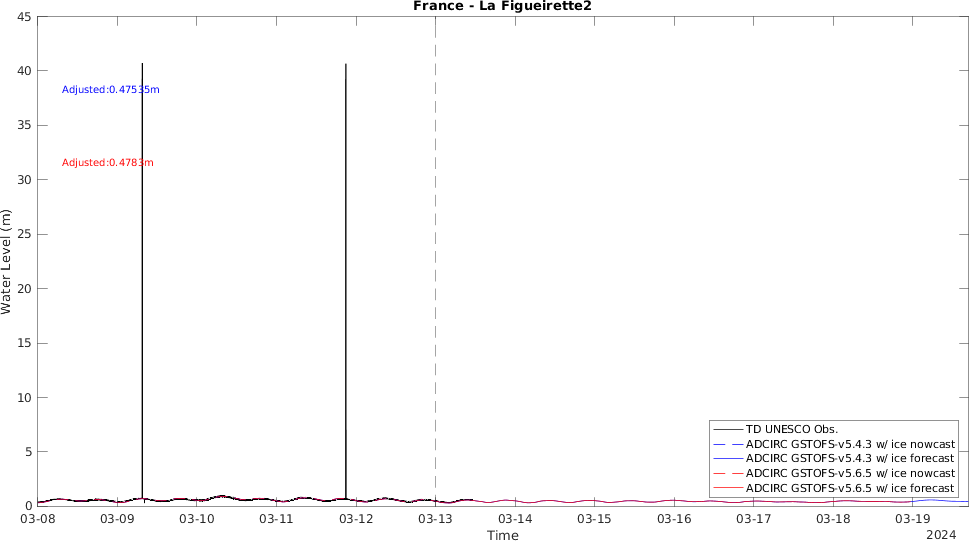 France - La Figueirette2
45
40
35
30
25
20
15
10
5
0
Water Level (m)
Adjusted:0.47535m
Adjusted:0.4783m
TD UNESCO Obs.
ADCIRC GSTOFS-v5.4.3 w/ ice nowcast
ADCIRC GSTOFS-v5.4.3 w/ ice forecast
ADCIRC GSTOFS-v5.6.5 w/ ice nowcast
ADCIRC GSTOFS-v5.6.5 w/ ice forecast
03-08 03-09 03-10 03-11 03-12 03-13 03-14 03-15 03-16 03-17 03-18 03-19
Time
2024